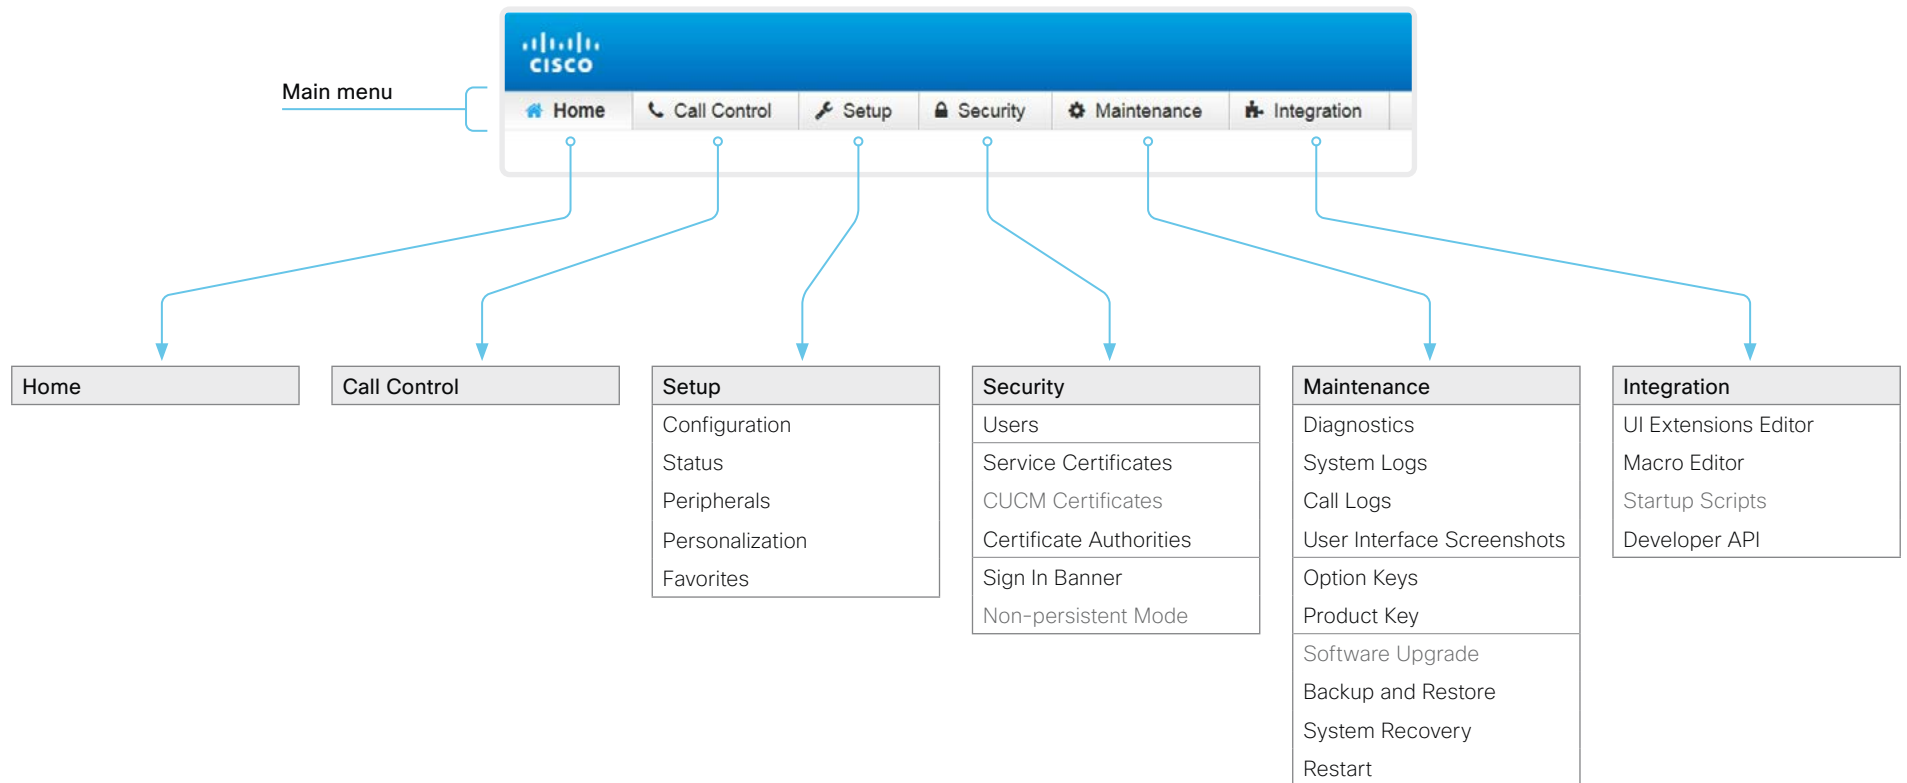 CISCO
Main menu
Home
Call Control
Setup
Security
Maintenance
Integration
Home
Call Control
Setup
Configuration
Status
Peripherals
Personalization
Favorites
Security
Users
Service Certificates
CUCM Certificates
Certificate Authorities
Sign In Banner
Non-persistent Mode
Maintenance
Diagnostics
System Logs
Call Logs
User Interface Screenshots
Option Keys
Product Key
Software Upgrade
Backup and Restore
System Recovery
Restart
Integration
UI Extensions Editor
Macro Editor
Startup Scripts
Developer API